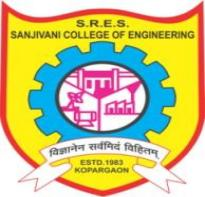 S.R.E.S.
SANJIVANI COLLEGE OF ENGINEERING
विज्ञानेन सर्वमिदं विहितम्
ESTD.1983
KOPARGAON